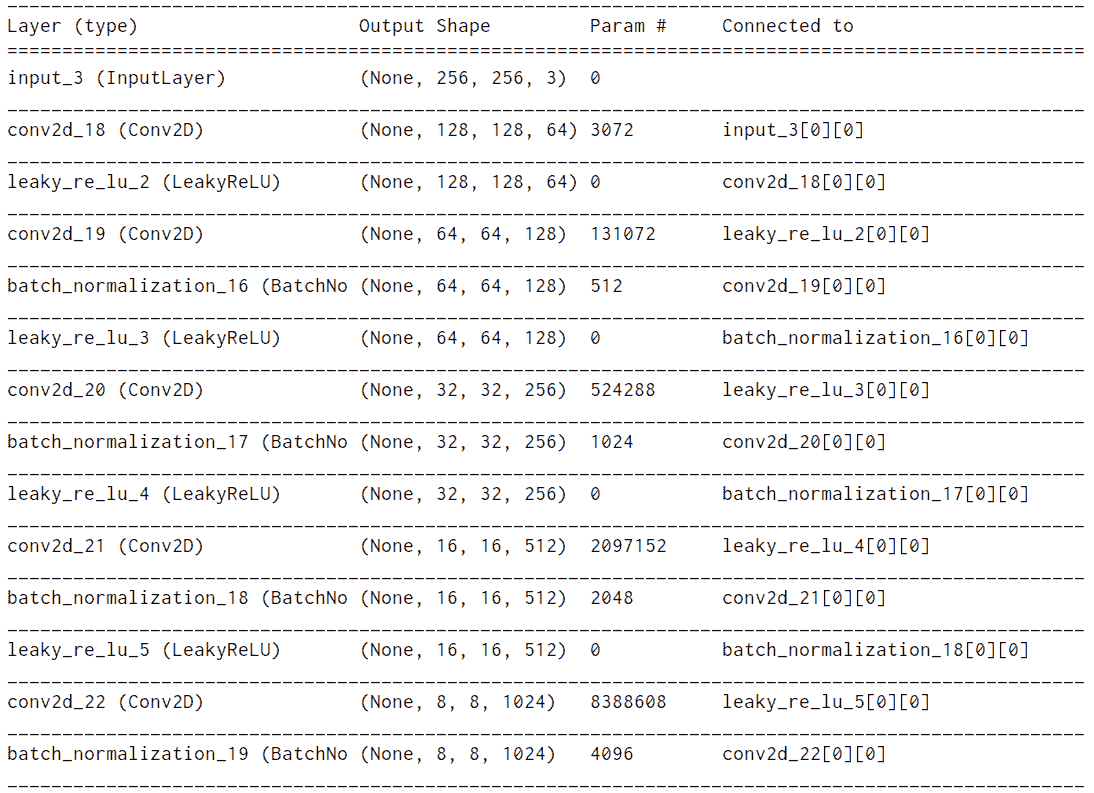 Layer (type) Output Shape Param # Connected to
input_3 (InputLayer) (None, 256, 256, 3) 0
conv2d_18 (Conv2D) (None, 128, 128, 64) 3072 input_3[0][0]
leaky_re_lu_2 (LeakyReLU) (None, 128, 128, 64) 0 conv2d_18[0][0]
conv2d_19 (Conv2D) (None, 64, 64, 128) 131072 leaky_re_lu_2[0][0]
batch_normalization_16 (BatchNo (None, 64, 64, 128) 512 conv2d_19[0][0]
leaky_re_lu_3 (LeakyReLU) (None, 64, 64, 128) 0 batch_normalization_16[0][0]
conv2d_20 (Conv2D) (None, 32, 32, 256) 524288 leaky_re_lu_3[0][0]
batch_normalization_17 (BatchNo (None, 32, 32, 256) 1024 conv2d_20[0][0]
leaky_re_lu_4 (LeakyReLU) (None, 32, 32, 256) 0 batch_normalization_17[0][0]
conv2d_21 (Conv2D) (None, 16, 16, 512) 2097152 leaky_re_lu_4[0][0]
batch_normalization_18 (BatchNo (None, 16, 16, 512) 2048 conv2d_21[0][0]
leaky_re_lu_5 (LeakyReLU) (None, 16, 16, 512) 0 batch_normalization_18[0][0]
conv2d_22 (Conv2D) (None, 8, 8, 1024) 8388608 leaky_re_lu_5[0][0]
batch_normalization_19 (BatchNo (None, 8, 8, 1024) 4096 conv2d_22[0][0]